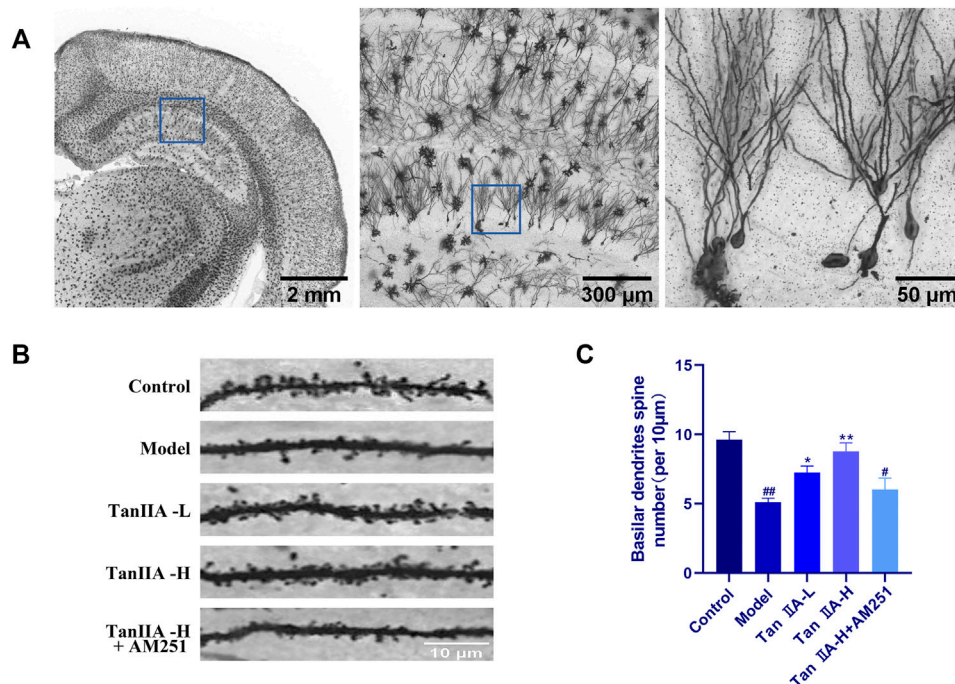 A
2 mm
300 µm
50 µm
B
Control
Model
TanIIA -L
TanIIA -H
TanIIA -H
+ AM251
10 µm
C
Basilar dendrites spine
number(per 10µm)
15
10
5
0
##
*
**
#
Control
Model
Tan ⅡA-L
Tan ⅡA-H
Tan ⅡA-H+AM251